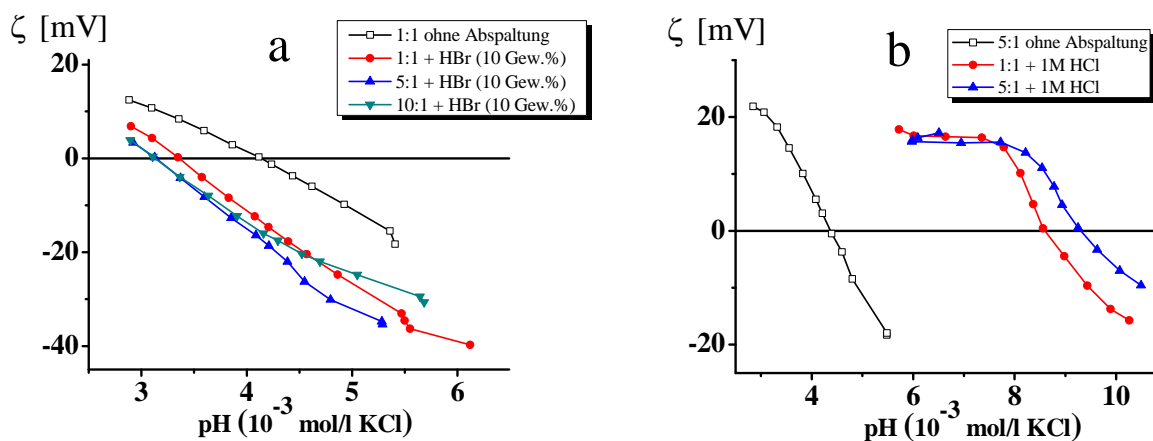 ζ [mV]
a
1:1 ohne Abspaltung
1:1 + HBr (10 Gew.%)
5:1 + HBr (10 Gew.%)
10:1 + HBr (10 Gew.%)
20
0
-20
-40
3 4 5 6
pH (10⁻³ mol/l KCl)
ζ [mV]
b
5:1 ohne Abspaltung
1:1 + 1M HCl
5:1 + 1M HCl
20
0
-20
4 6 8 10
pH (10⁻³ mol/l KCl)